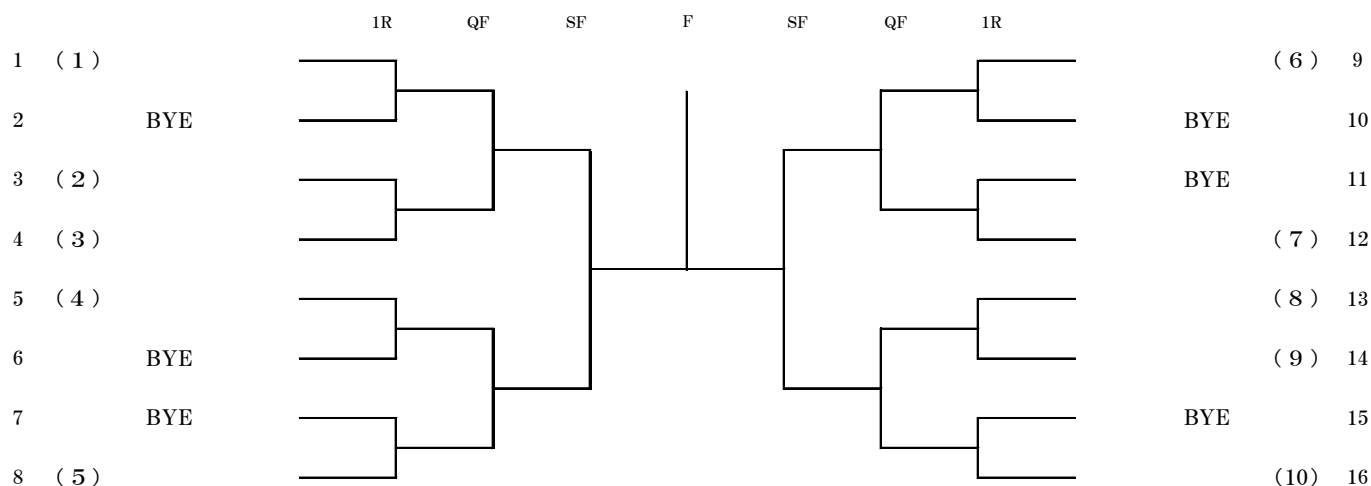 1R QF SF F SF QF 1R
1 (1) (6) 9
2 BYE BYE 10
3 (2) BYE 11
4 (3) (7) 12
5 (4) (8) 13
6 BYE (9) 14
7 BYE BYE 15
8 (5) (10) 16